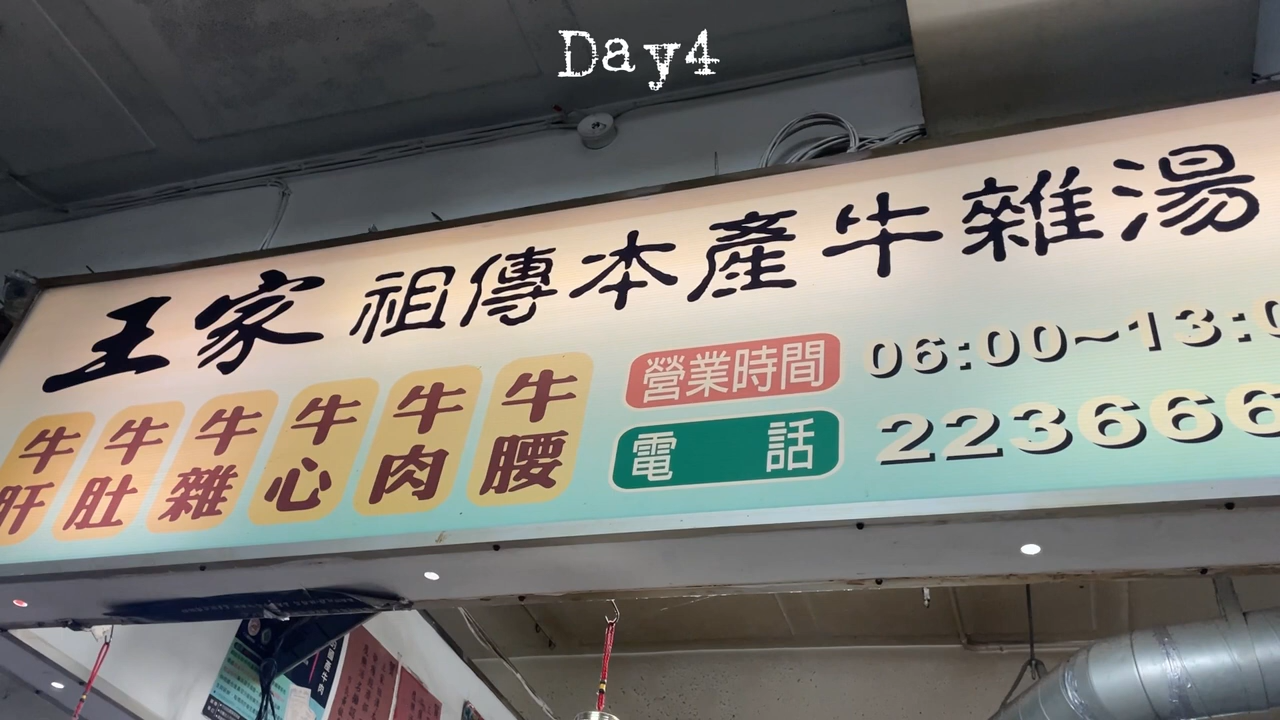 Day4
王家 祖傳本產牛雜湯
牛肝 牛肚 牛雜 牛心 牛肉 牛腰
營業時間 06:00~13:0
電話 223666